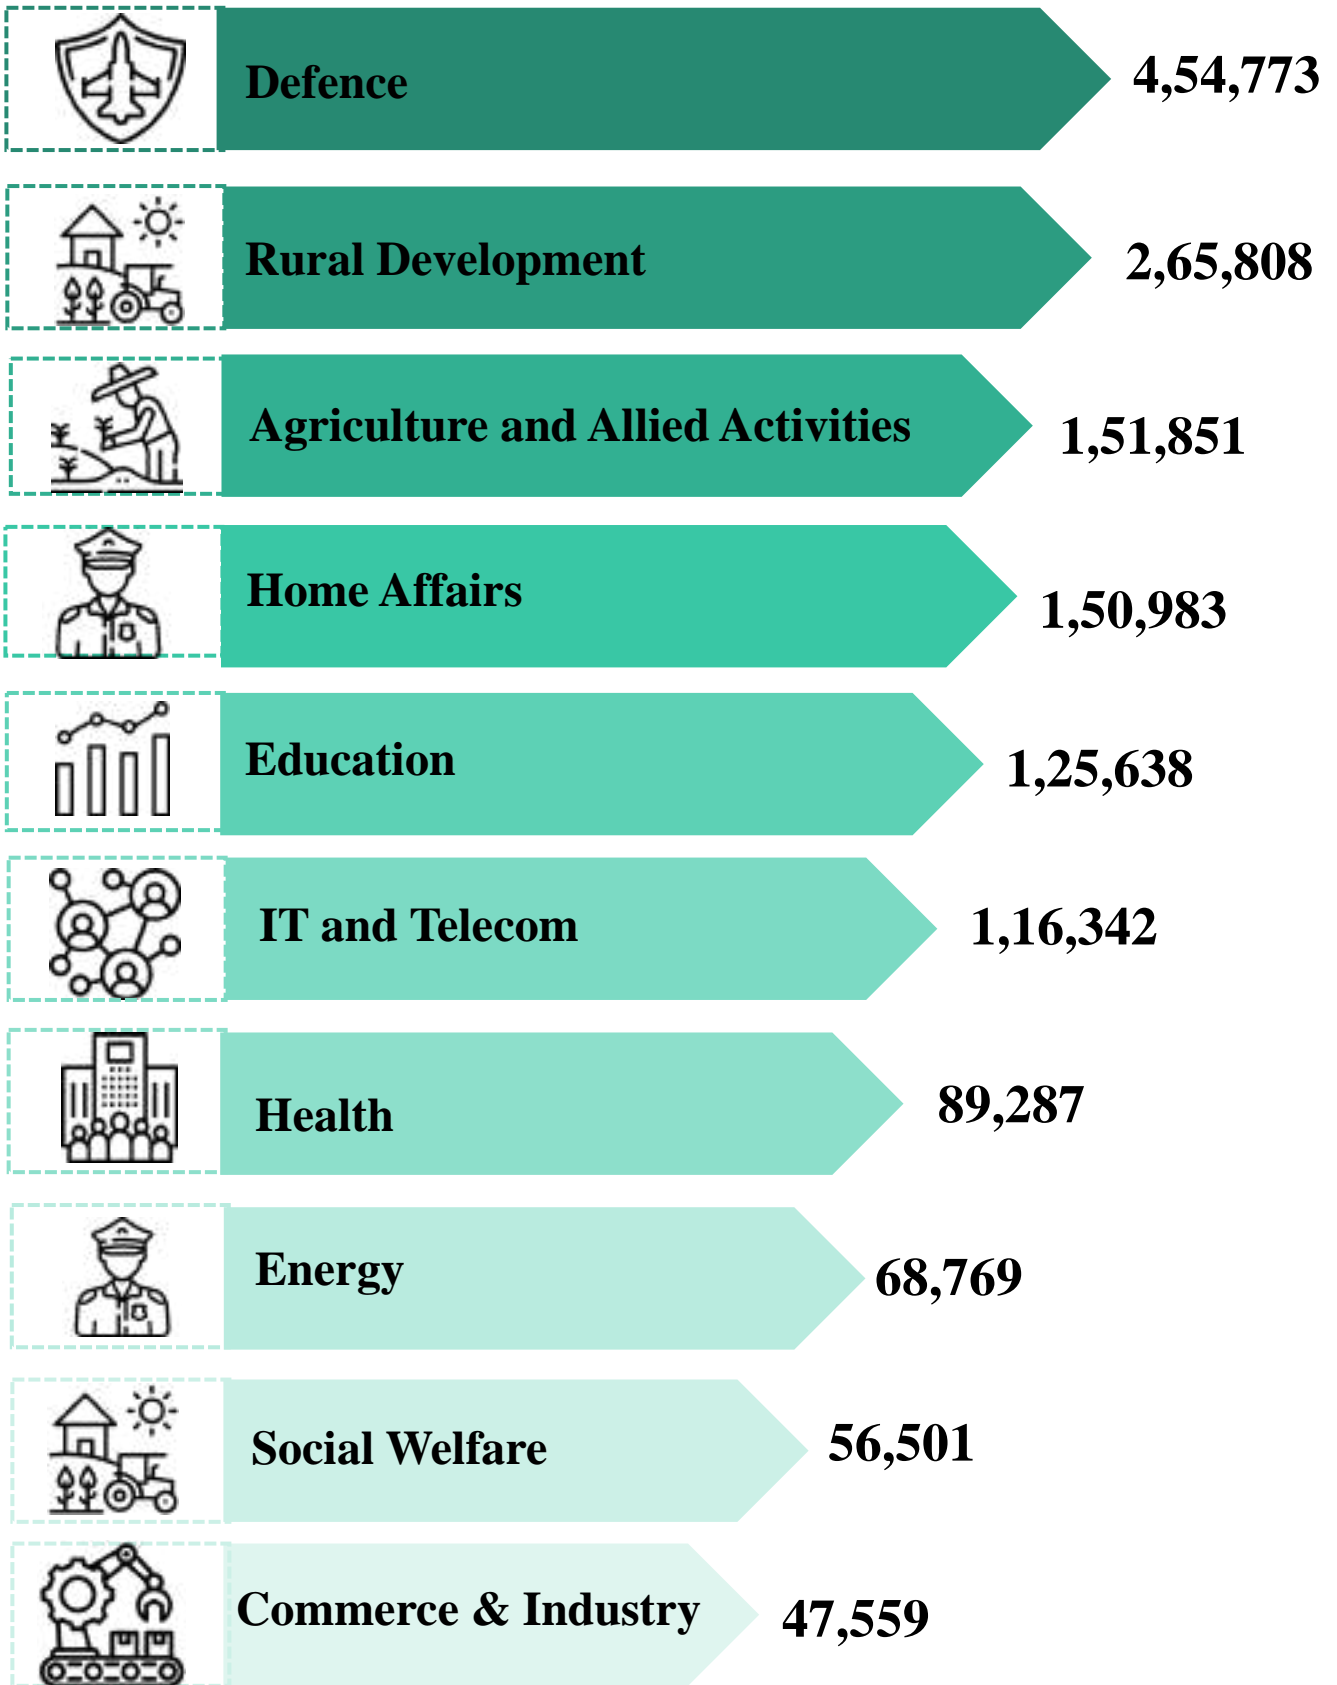 Defence
4,54,773
Rural Development
2,65,808
Agriculture and Allied Activities
1,51,851
Home Affairs
1,50,983
Education
1,25,638
IT and Telecom
1,16,342
Health
89,287
Energy
68,769
Social Welfare
56,501
Commerce & Industry
47,559